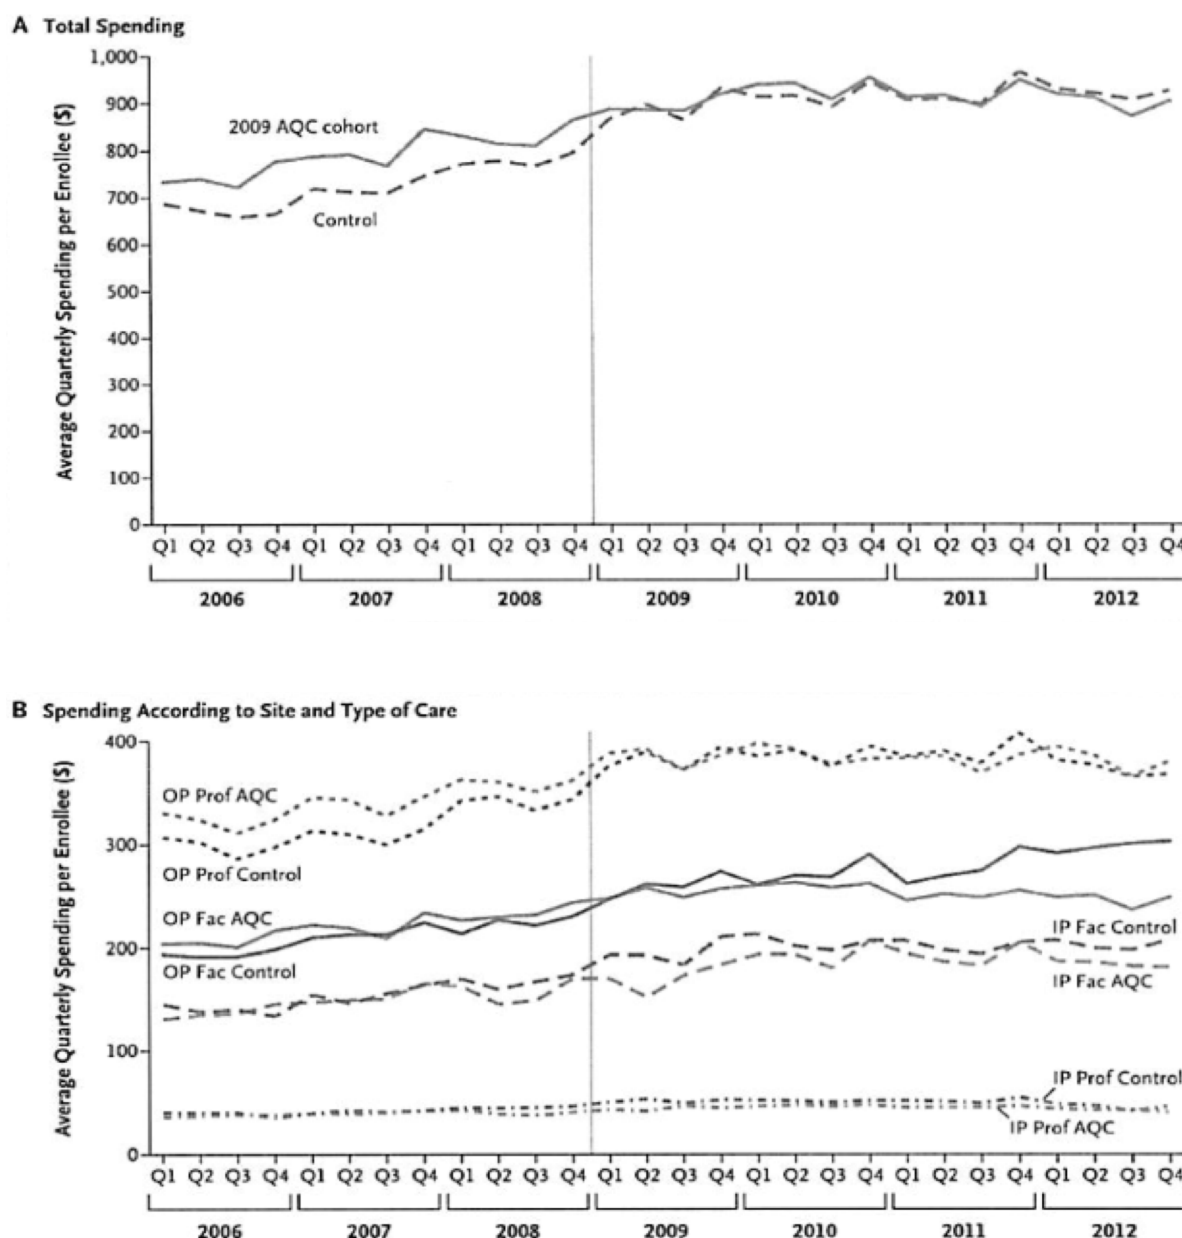 A Total Spending
Average Quarterly Spending per Enrollee ($)
1,000
900
800
700
600
500
400
300
200
100
0
2009 AQC cohort
Control
Q1 Q2 Q3 Q4 Q1 Q2 Q3 Q4 Q1 Q2 Q3 Q4 Q1 Q2 Q3 Q4 Q1 Q2 Q3 Q4 Q1 Q2 Q3 Q4 Q1 Q2 Q3 Q4
2006 2007 2008 2009 2010 2011 2012
B Spending According to Site and Type of Care
Average Quarterly Spending per Enrollee ($)
400
300
200
100
0
OP Prof AQC
OP Prof Control
OP Fac AQC
OP Fac Control
IP Fac Control
IP Fac AQC
IP Prof Control
IP Prof AQC
Q1 Q2 Q3 Q4 Q1 Q2 Q3 Q4 Q1 Q2 Q3 Q4 Q1 Q2 Q3 Q4 Q1 Q2 Q3 Q4 Q1 Q2 Q3 Q4 Q1 Q2 Q3 Q4
2006 2007 2008 2009 2010 2011 2012